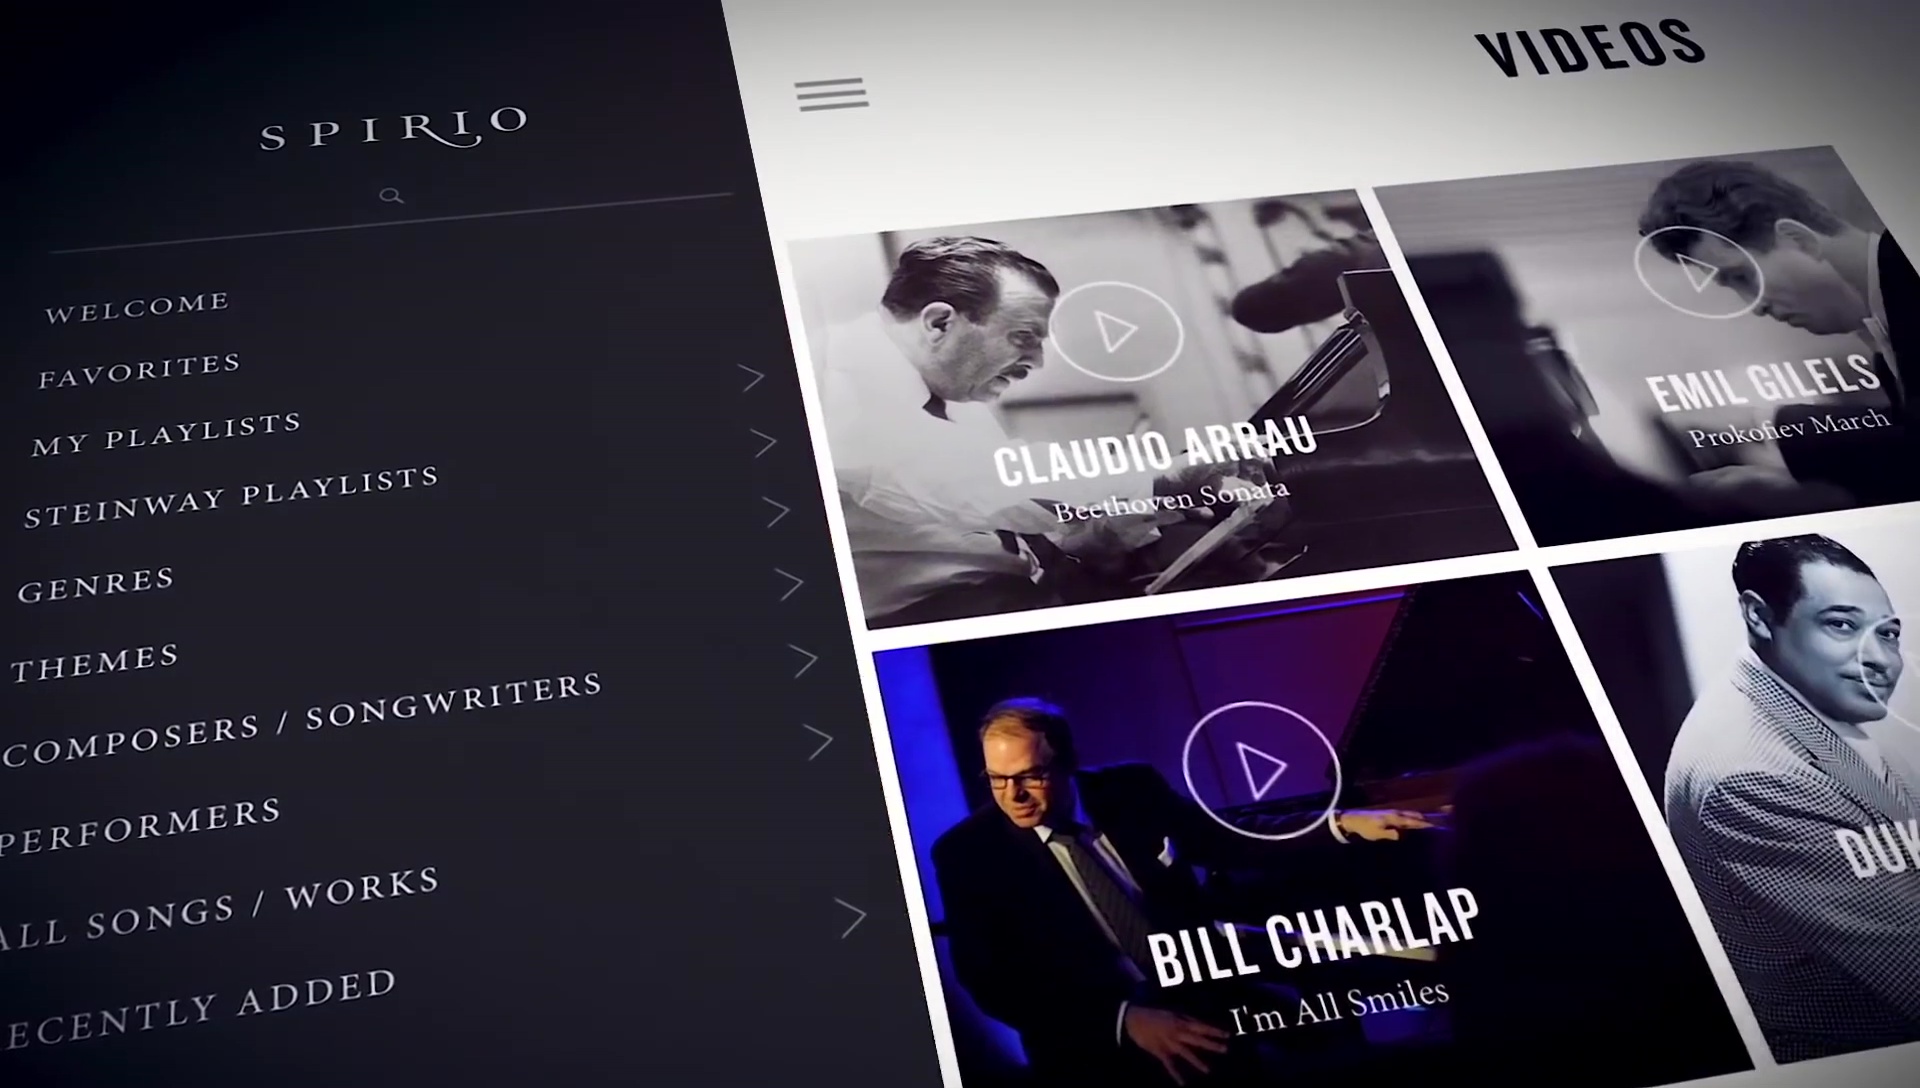 SPIRIO
WELCOME
FAVORITES
MY PLAYLISTS
STEINWAY PLAYLISTS
GENRES
THEMES
COMPOSERS / SONGWRITERS
PERFORMERS
ALL SONGS / WORKS
ECENTLY ADDED
VIDEOS
CLAUDIO ARRAU
Beethoven Sonata
EMIL GILELS
Prokofiev March
BILL CHARLAP
I'm All Smiles
DUK